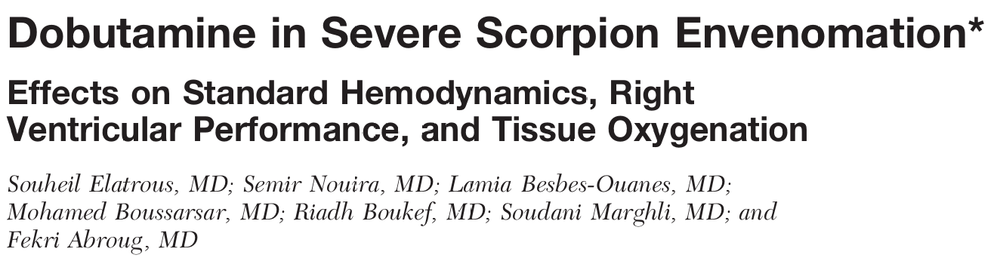 Dobutamine in Severe Scorpion Envenomation*
Effects on Standard Hemodynamics, Right
Ventricular Performance, and Tissue Oxygenation
Souheil Elatrous, MD; Semir Nouira, MD; Lamia Besbes-Ouanes, MD;
Mohamed Boussarsar, MD; Riadh Boukef, MD; Soudani Marghli, MD; and
Fekri Abroug, MD